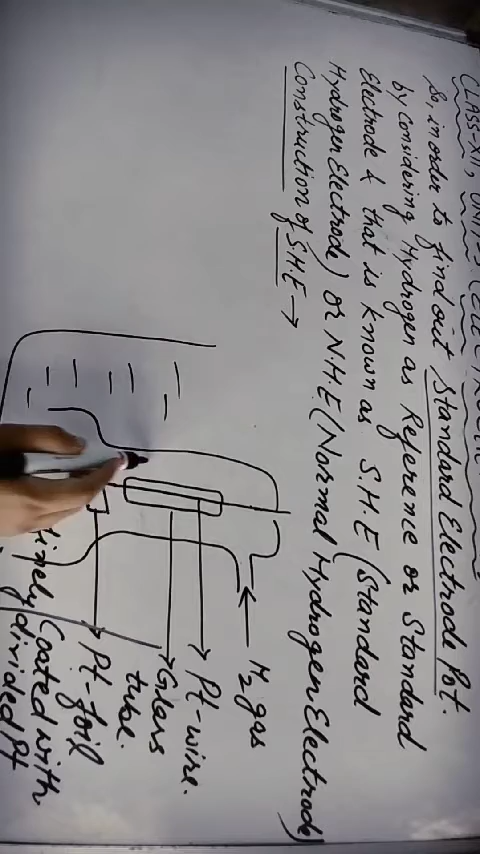 CLASS-XII, UNIT-3
So, in order to find out Standard Electrode Pot.
by considering Hydrogen as Reference or Standard
Electrode & that is known as S.H.E (Standard
Hydrogen Electrode) or N.H.E (Normal Hydrogen Electrode)
Construction of S.H.E →
H2 gas
Pt-wire.
Glass
tube.
Pt-foil
Coated with
finely divided Pt